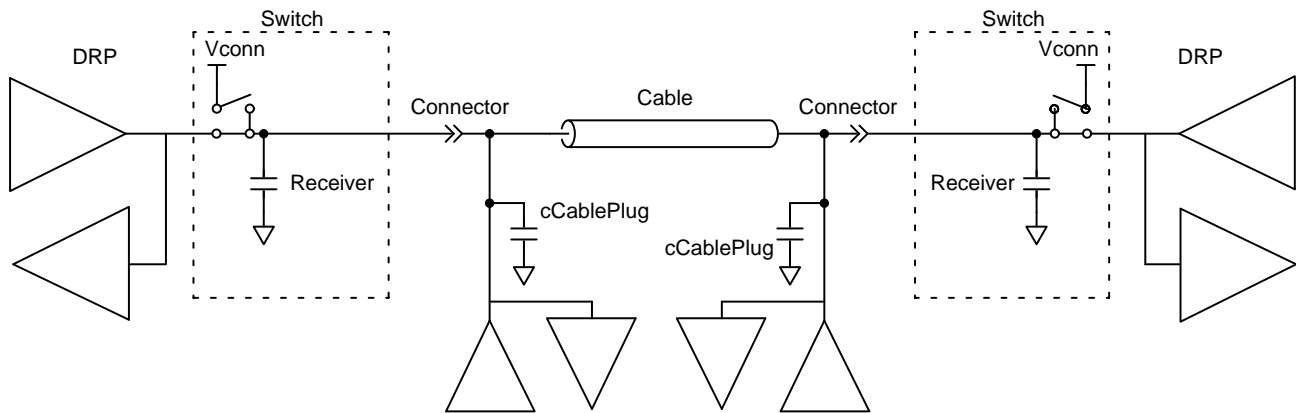 Switch
Switch
DRP
Vconn
Vconn
DRP
Connector
Cable
Connector
Receiver
Receiver
cCablePlug
cCablePlug